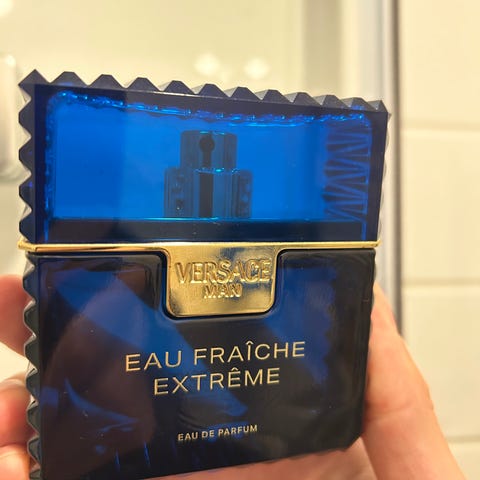 VERSACE
MAN
EAU FRAÎCHE
EXTRÊME
EAU DE PARFUM